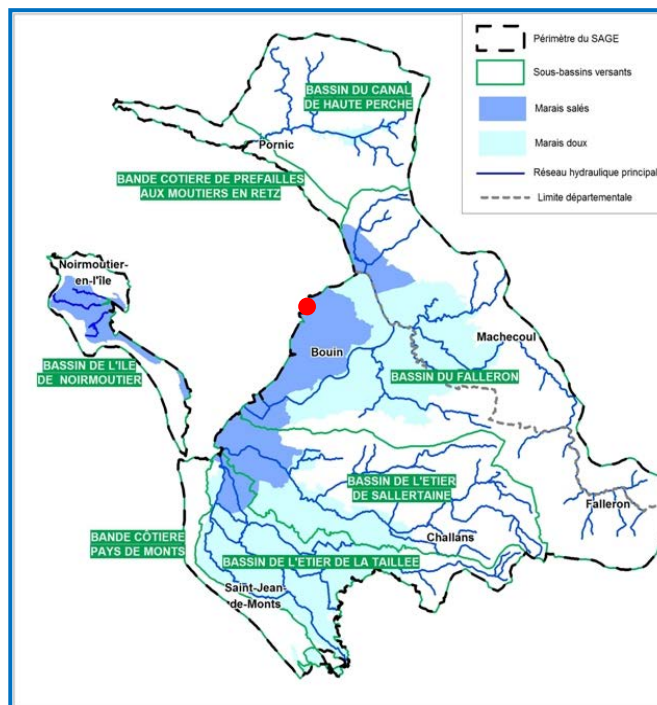 Périmètre du SAGE
Sous-bassins versants
Marais salés
Marais doux
Réseau hydraulique principal
Limite départementale
BASSIN DU CANAL
DE HAUTE PERCHE
Pornic
BANDE COTIERE DE PREFAILLES
AUX MOUTIERS EN RETZ
Noirmoutier-
en-l'île
BASSIN DE L'ILE
DE NOIRMOUTIER
Machecoul
Bouin
BASSIN DU FALLERON
BASSIN DE L'ETIER
DE SALLERTAINE
Falleron
BANDE CÔTIERE
PAYS DE MONTS
Challans
BASSIN DE L'ETIER DE LA TAILLEE
Saint-Jean-
de-Monts